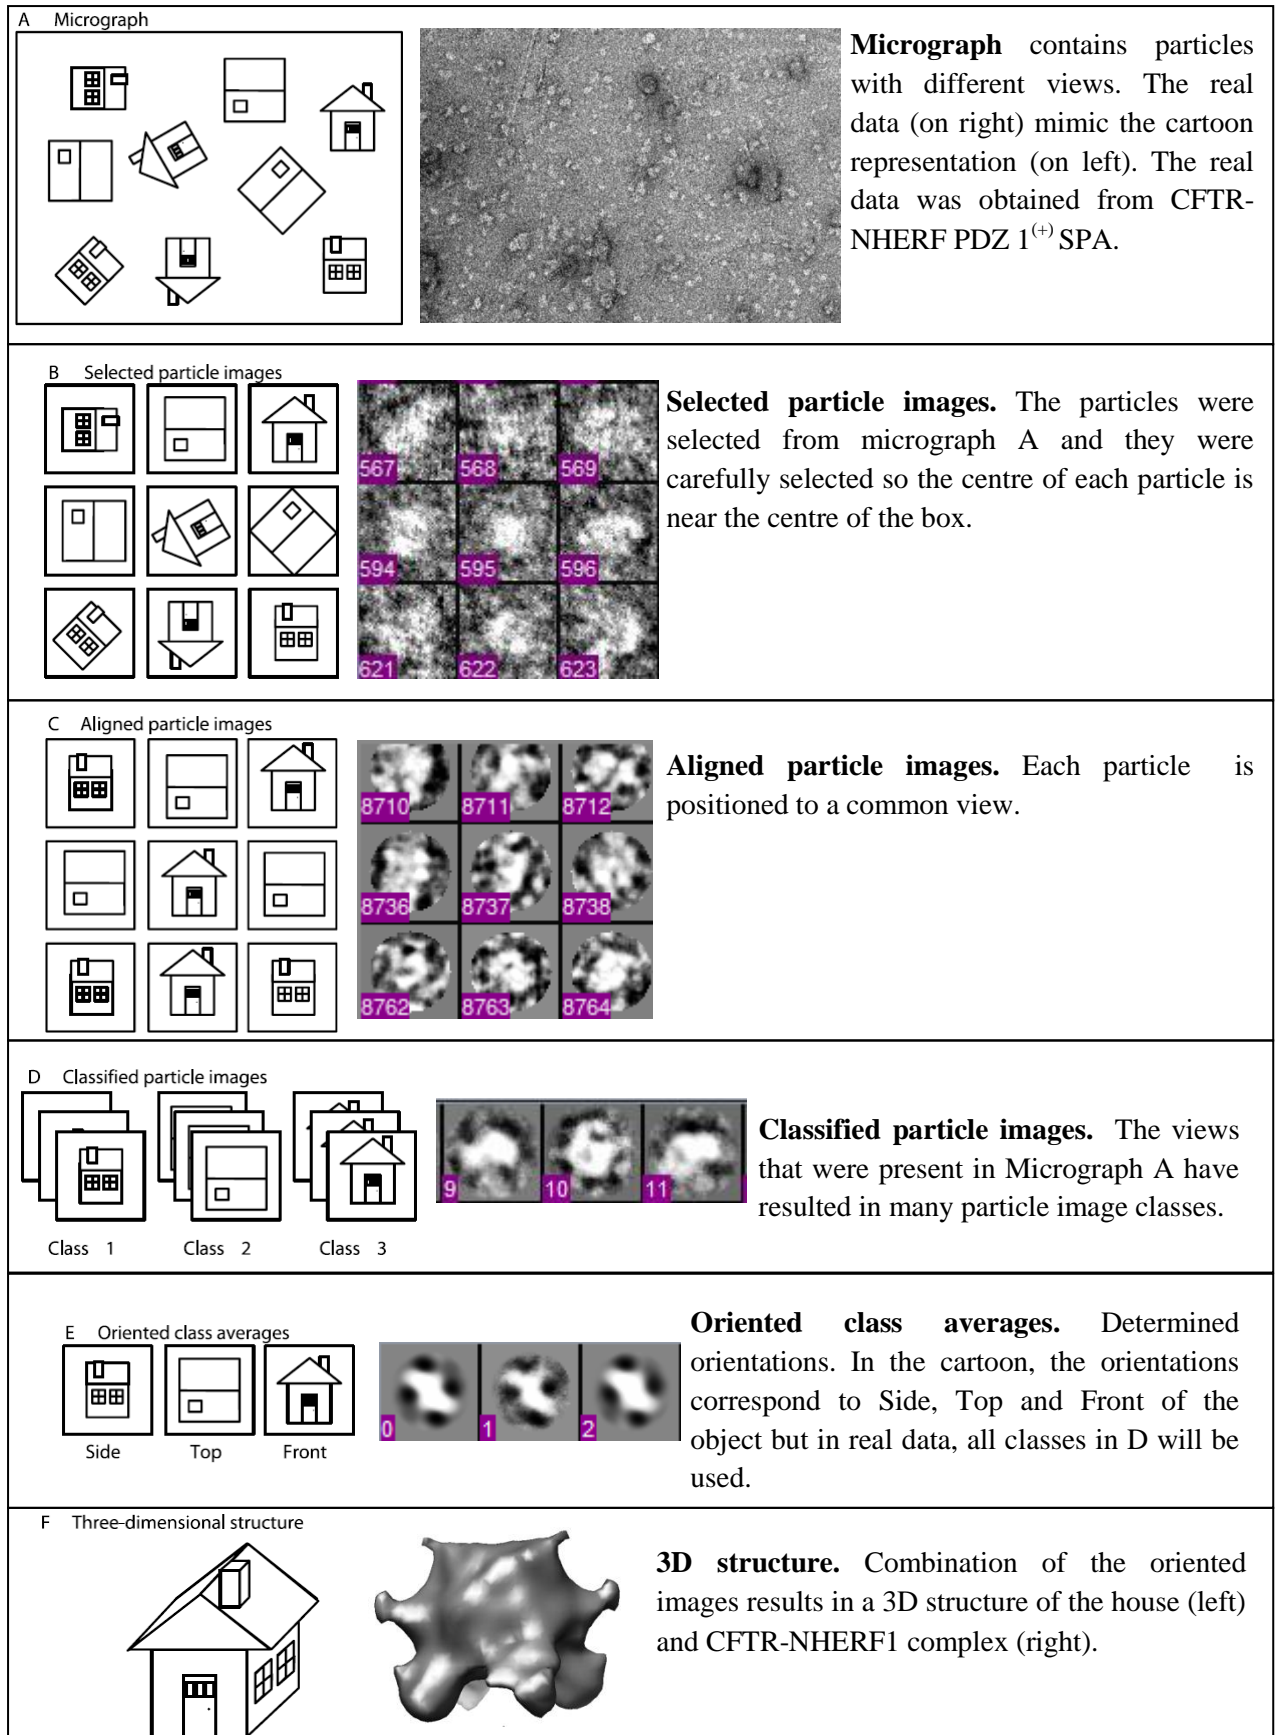 A Micrograph
Micrograph contains particles
with different views. The real
data (on right) mimic the cartoon
representation (on left). The real
data was obtained from CFTR-
NHERF PDZ 1(+) SPA.
B Selected particle images
567 568 569
594 595 596
621 622 623
Selected particle images. The particles were
selected from micrograph A and they were
carefully selected so the centre of each particle is
near the centre of the box.
C Aligned particle images
8710 8711 8712
8736 8737 8738
8762 8763 8764
Aligned particle images. Each particle is
positioned to a common view.
D Classified particle images
Class 1 Class 2 Class 3
9 10 11
Classified particle images. The views
that were present in Micrograph A have
resulted in many particle image classes.
E Oriented class averages
Side Top Front
0 1 2
Oriented class averages. Determined
orientations. In the cartoon, the orientations
correspond to Side, Top and Front of the
object but in real data, all classes in D will be
used.
F Three-dimensional structure
3D structure. Combination of the oriented
images results in a 3D structure of the house (left)
and CFTR-NHERF1 complex (right).